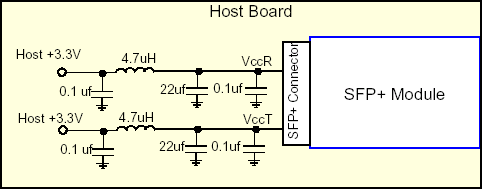 Host Board
Host +3.3V
4.7uH
VccR
0.1 uf
22uf
0.1uf
Host +3.3V
4.7uH
VccT
0.1 uf
22uf
0.1uf
SFP+ Connector
SFP+ Module